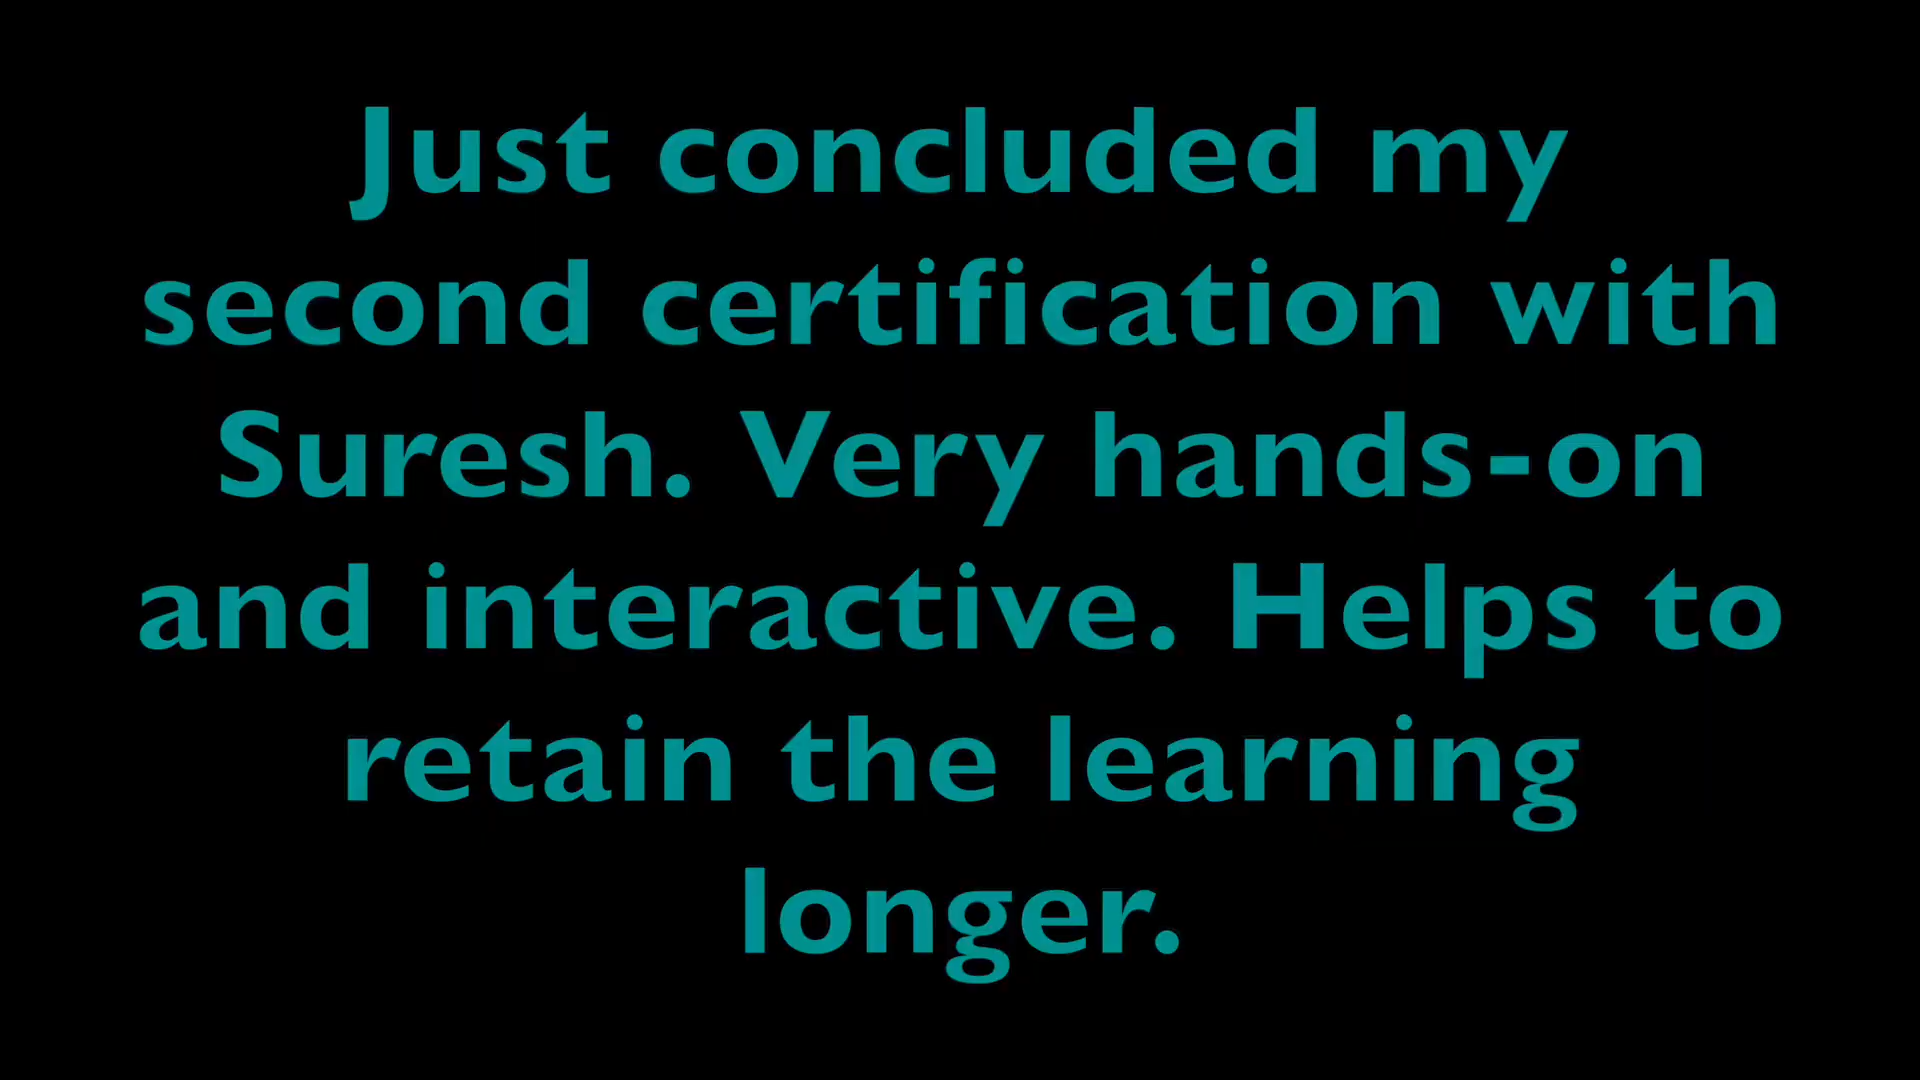 Just concluded my
second certification with
Suresh. Very hands-on
and interactive. Helps to
retain the learning
longer.